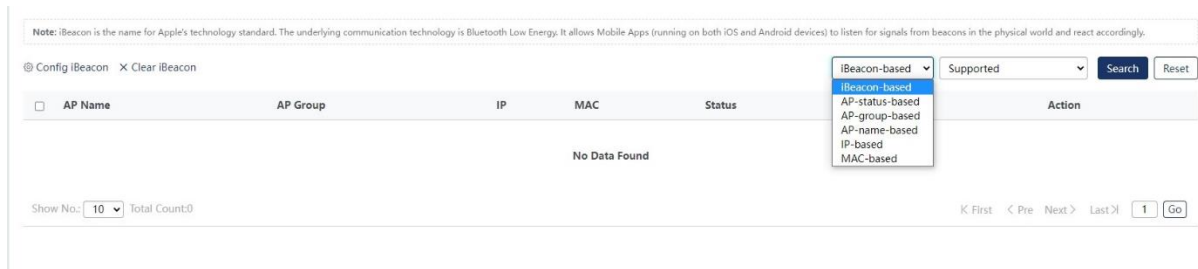 Note: iBeacon is the name for Apple's technology standard. The underlying communication technology is Bluetooth Low Energy. It allows Mobile Apps (running on both iOS and Android devices) to listen for signals from beacons in the physical world and react accordingly.
Config iBeacon X Clear iBeacon iBeacon-based Supported Search Reset
iBeacon-based
AP Name AP Group IP MAC Status Action
AP-status-based
AP-group-based
AP-name-based
IP-based
MAC-based
No Data Found
Show No.: 10 Total Count:0 First < Pre Next > Last 1 Go